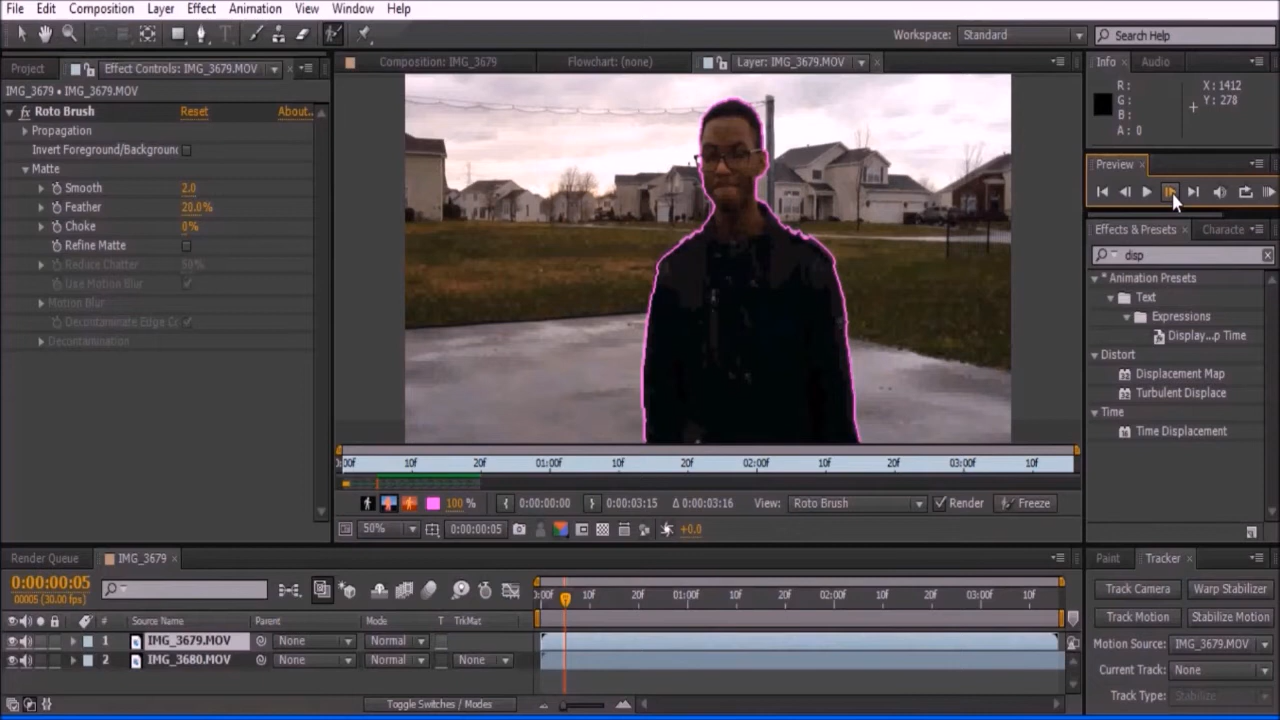 File Edit Composition Layer Effect Animation View Window Help
Workspace: Standard Search Help
Project Effect Controls: IMG_3679.MOV Composition: IMG_3679 Flowchart: (none) Layer: IMG_3679.MOV Info Audio
IMG_3679 • IMG_3679.MOV
fx Roto Brush Reset About..
Propagation
Invert Foreground/Backgroun
Matte
Smooth 2.0
Feather 20.0%
Choke 0%
Refine Matte
Reduce Chatter 50%
Use Motion Blur
Motion Blur
Decontaminate Edge Co
Decontamination
R: X: 1412
G: Y: 278
B:
A: 0
Preview
Effects & Presets Characte
disp
* Animation Presets
Text
Expressions
Display...p Time
Distort
Displacement Map
Turbulent Displace
Time
Time Displacement
:00f 10f 20f 01:00f 10f 20f 02:00f 10f 20f 03:00f 10f
100 % 0:00:00:00 0:00:03:15 Δ 0:00:03:16 View: Roto Brush Render Freeze
50% 0:00:00:05 +0.0
Render Queue IMG_3679
0:00:00:05
00005 (30.00 fps)
:00f 10f 20f 01:00f 10f 20f 02:00f 10f 20f 03:00f 10f
# Source Name Parent Mode T TrkMat
1 IMG_3679.MOV None Normal
2 IMG_3680.MOV None Normal None
Toggle Switches / Modes
Paint Tracker
Track Camera Warp Stabilizer
Track Motion Stabilize Motion
Motion Source: IMG_3679.MOV
Current Track: None
Track Type: Stabilize